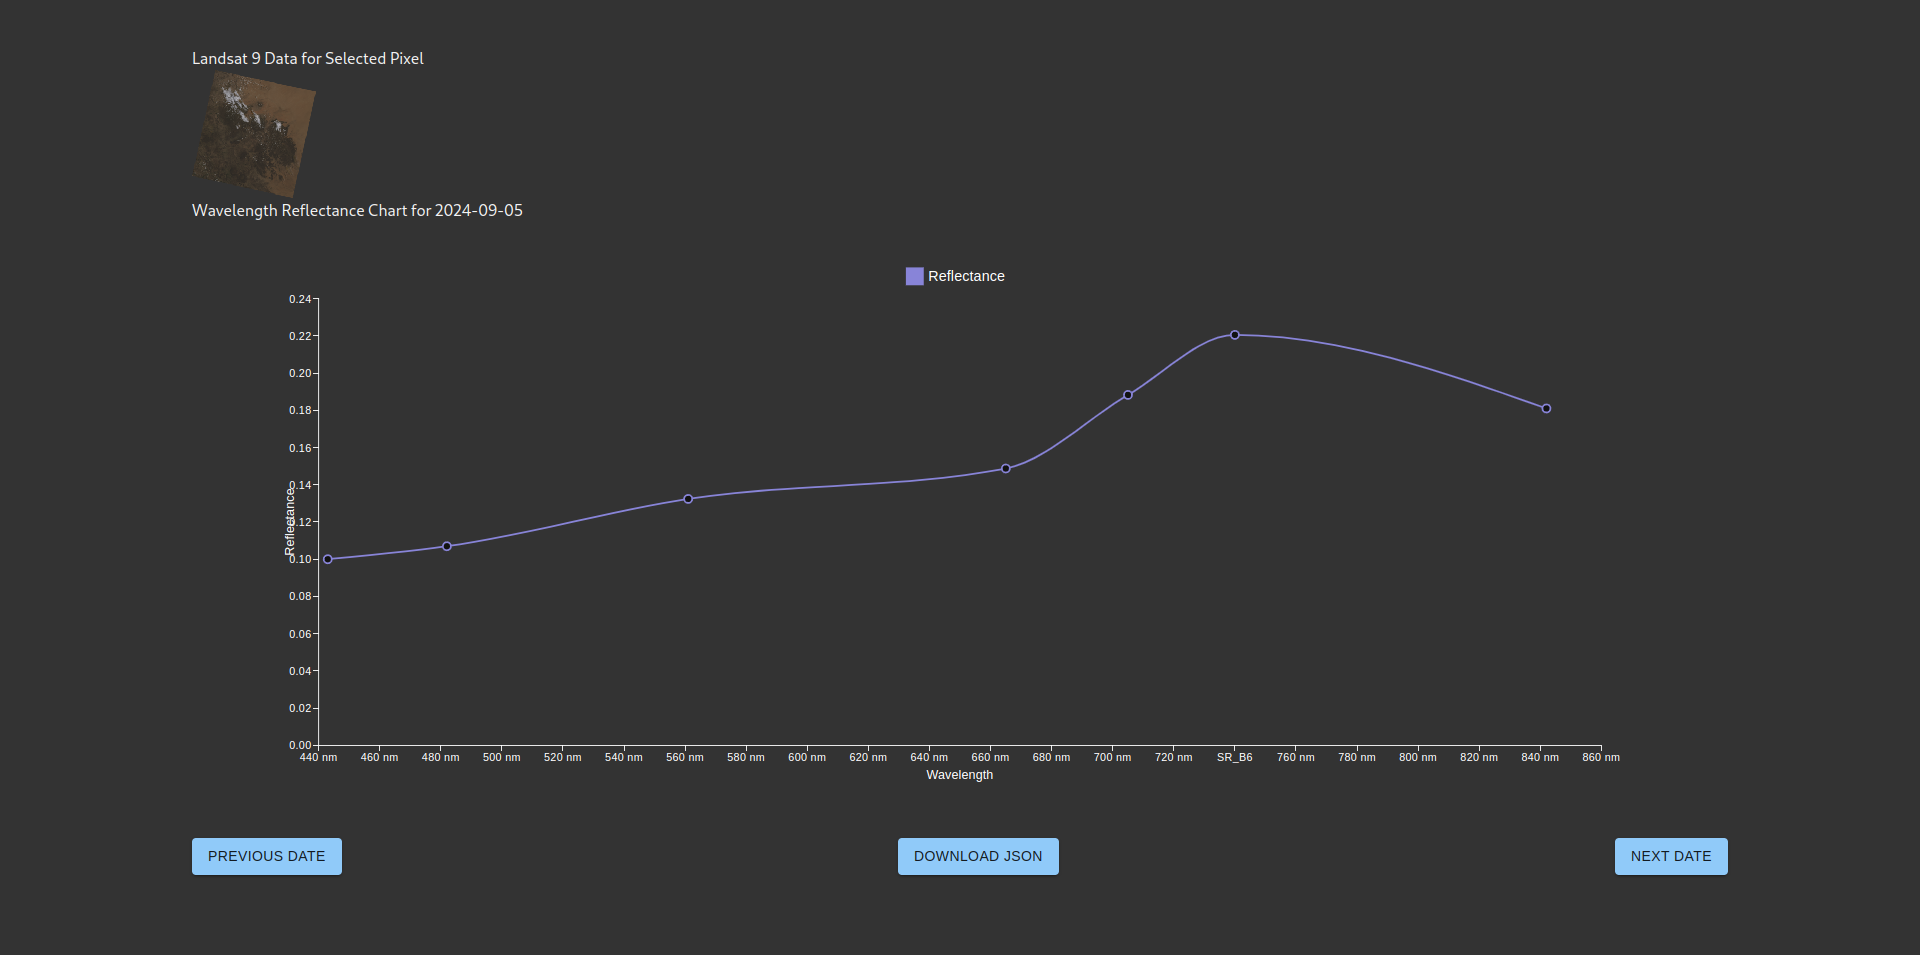 Landsat 9 Data for Selected Pixel
Wavelength Reflectance Chart for 2024-09-05
Reflectance
0.24
0.22
0.20
0.18
0.16
0.14
0.12
0.10
0.08
0.06
0.04
0.02
0.00
Reflectance
440 nm 460 nm 480 nm 500 nm 520 nm 540 nm 560 nm 580 nm 600 nm 620 nm 640 nm 660 nm 680 nm 700 nm 720 nm SR_B6 760 nm 780 nm 800 nm 820 nm 840 nm 860 nm
Wavelength
PREVIOUS DATE DOWNLOAD JSON NEXT DATE